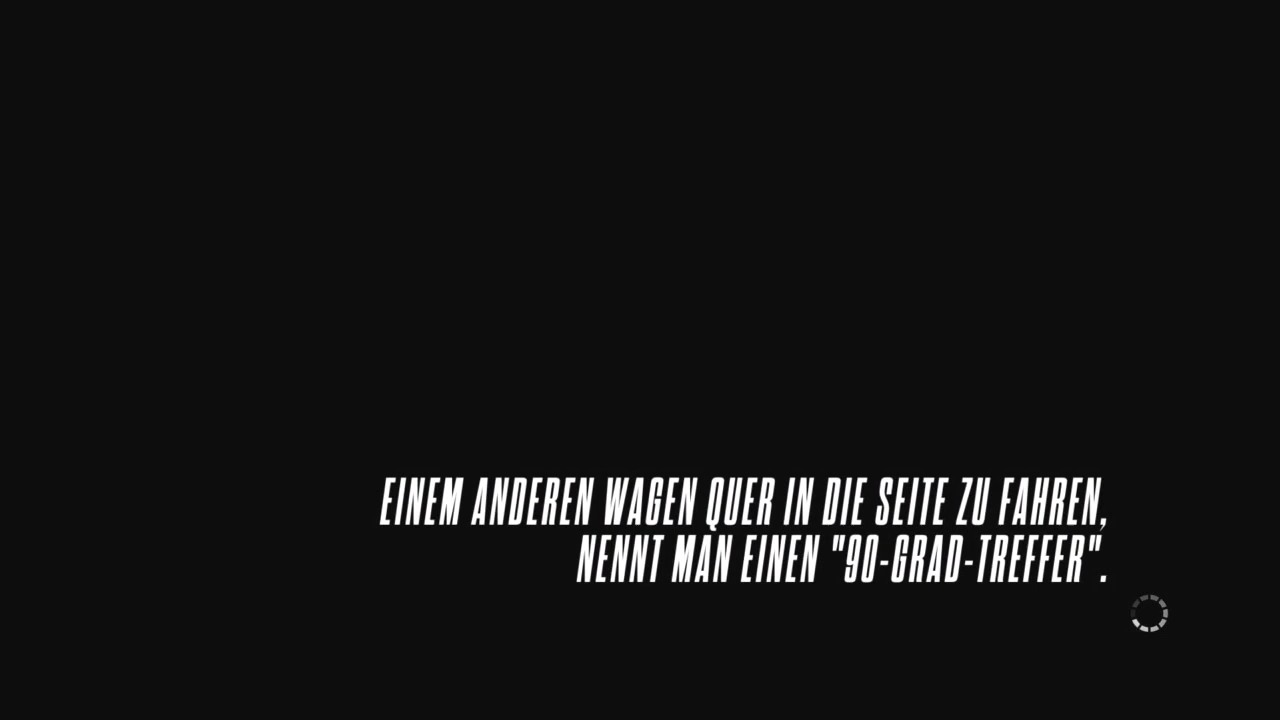 EINEM ANDEREN WAGEN QUER IN DIE SEITE ZU FAHREN,
NENNT MAN EINEN "90-GRAD-TREFFER".